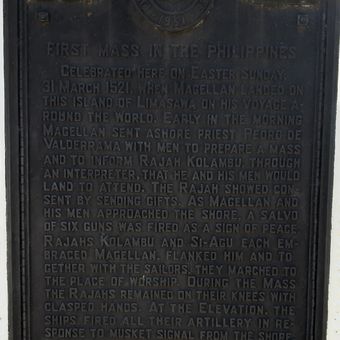 1951
FIRST MASS IN THE PHILIPPINES
CELEBRATED HERE ON EASTER SUNDAY,
31 MARCH 1521, WHEN MAGELLAN LANDED ON
THIS ISLAND OF LIMASAWA ON HIS VOYAGE A-
ROUND THE WORLD. EARLY IN THE MORNING
MAGELLAN SENT ASHORE PRIEST PEDRO DE
VALDERRAMA WITH MEN TO PREPARE A MASS
AND TO INFORM RAJAH KOLAMBU, THROUGH
AN INTERPRETER, THAT HE AND HIS MEN WOULD
LAND TO ATTEND. THE RAJAH SHOWED CON-
SENT BY SENDING GIFTS. AS MAGELLAN AND
HIS MEN APPROACHED THE SHORE, A SALVO
OF SIX GUNS WAS FIRED AS A SIGN OF PEACE.
RAJAHS KOLAMBU AND SI-AGU EACH EM-
BRACED MAGELLAN, FLANKED HIM AND TO-
GETHER WITH THE SAILORS, THEY MARCHED TO
THE PLACE OF WORSHIP. DURING THE MASS
THE RAJAHS REMAINED ON THEIR KNEES WITH
CLASPED HANDS. AT THE ELEVATION, THE
SHIPS FIRED ALL THEIR ARTILLERY IN RE-
SPONSE TO MUSKET SIGNAL FROM THE SHORE